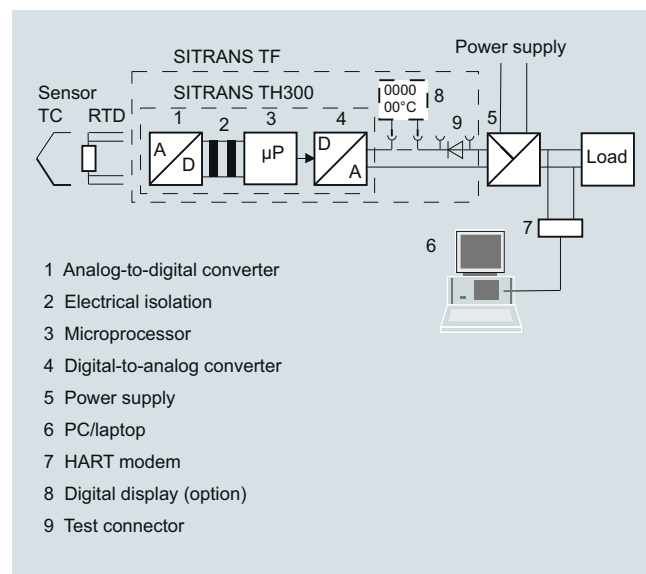 SITRANS TF
Power supply
Sensor
SITRANS TH300
TC RTD
0000
00°C
1 2 3 4 8 9 5
A
D
µP
D
A
Load
7
6
1 Analog-to-digital converter
2 Electrical isolation
3 Microprocessor
4 Digital-to-analog converter
5 Power supply
6 PC/laptop
7 HART modem
8 Digital display (option)
9 Test connector